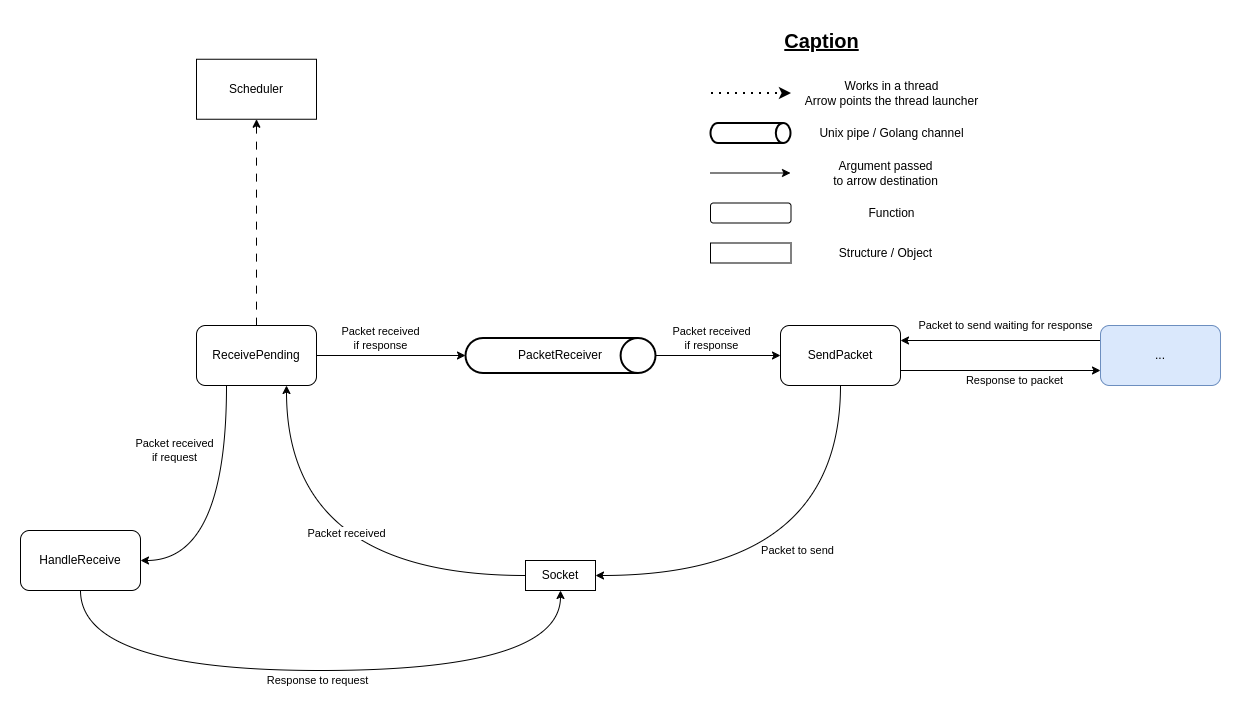 Caption
Scheduler
Works in a thread
Arrow points the thread launcher
Unix pipe / Golang channel
Argument passed
to arrow destination
Function
Structure / Object
ReceivePending
Packet received
if response
PacketReceiver
Packet received
if response
SendPacket
Packet to send waiting for response
...
Response to packet
Packet received
if request
Packet received
Packet to send
HandleReceive
Socket
Response to request